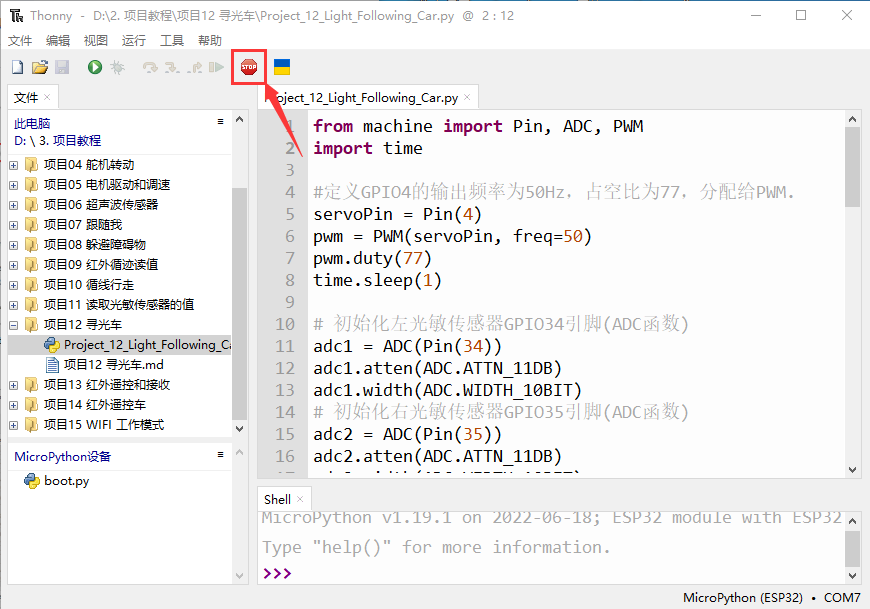 Thonny - D:\2. 项目教程\项目12 寻光车\Project_12_Light_Following_Car.py @ 2 : 12
文件 编辑 视图 运行 工具 帮助
STOP
文件
此电脑
D: \ 3. 项目教程
项目04 舵机转动
项目05 电机驱动和调速
项目06 超声波传感器
项目07 跟随我
项目08 躲避障碍物
项目09 红外循迹读值
项目10 循线行走
项目11 读取光敏传感器的值
项目12 寻光车
Project_12_Light_Following_Ca
项目12 寻光车.md
项目13 红外遥控和接收
项目14 红外遥控车
项目15 WIFI 工作模式
MicroPython设备
boot.py
oject_12_Light_Following_Car.py
1 from machine import Pin, ADC, PWM
2 import time
3
4 #定义GPIO4的输出频率为50Hz，占空比为77，分配给PWM.
5 servoPin = Pin(4)
6 pwm = PWM(servoPin, freq=50)
7 pwm.duty(77)
8 time.sleep(1)
9
10 # 初始化左光敏传感器GPIO34引脚(ADC函数)
11 adc1 = ADC(Pin(34))
12 adc1.atten(ADC.ATTN_11DB)
13 adc1.width(ADC.WIDTH_10BIT)
14 # 初始化右光敏传感器GPIO35引脚(ADC函数)
15 adc2 = ADC(Pin(35))
16 adc2.atten(ADC.ATTN_11DB)
Shell
MicroPython v1.19.1 on 2022-06-18; ESP32 module with ESP32
Type "help()" for more information.
>>>
MicroPython (ESP32) • COM7